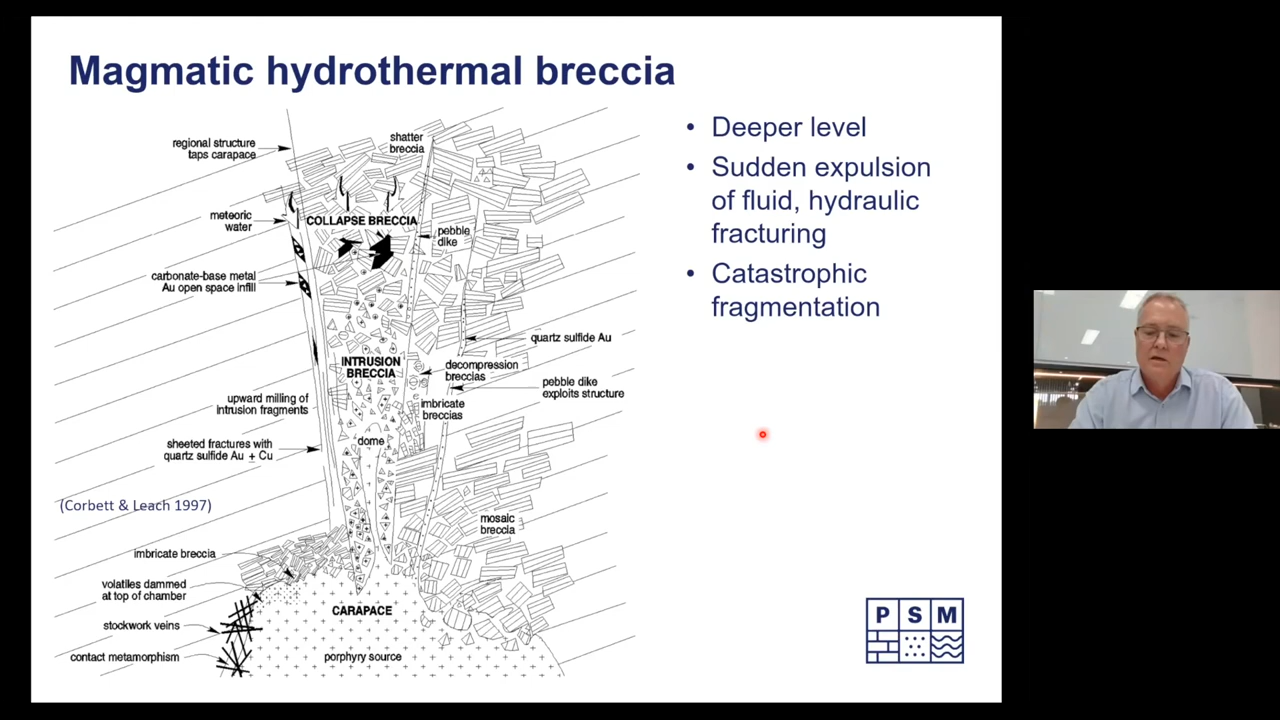 Magmatic hydrothermal breccia
regional structure
taps carapace
shatter
breccia
meteoric
water
COLLAPSE BRECCIA
pebble
dike
carbonate-base metal
Au open space infill
quartz sulfide Au
INTRUSION
BRECCIA
decompression
breccias
pebble dike
exploits structure
imbricate
breccias
upward milling of
intrusion fragments
dome
sheeted fractures with
quartz sulfide Au ± Cu
(Corbett & Leach 1997)
mosaic
breccia
imbricate breccia
volatiles dammed
at top of chamber
CARAPACE
stockwork veins
contact metamorphism
porphyry source
• Deeper level
• Sudden expulsion
of fluid, hydraulic
fracturing
• Catastrophic
fragmentation
PSM